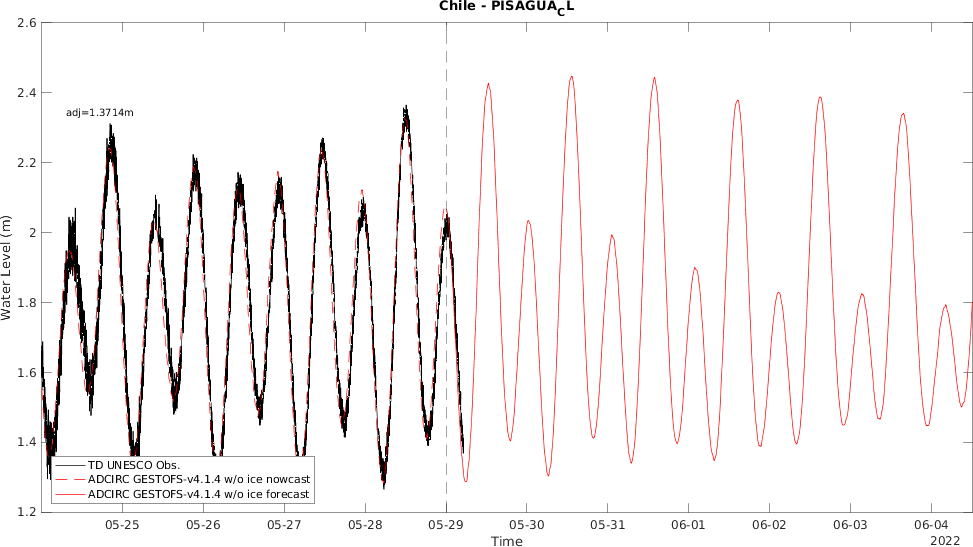 Chile - PISAGUA_CL
2.6
2.4
adj=1.3714m
2.2
2
Water Level (m)
1.8
1.6
1.4
TD UNESCO Obs.
ADCIRC GESTOFS-v4.1.4 w/o ice nowcast
ADCIRC GESTOFS-v4.1.4 w/o ice forecast
1.2
05-25 05-26 05-27 05-28 05-29 05-30 05-31 06-01 06-02 06-03 06-04
Time 2022